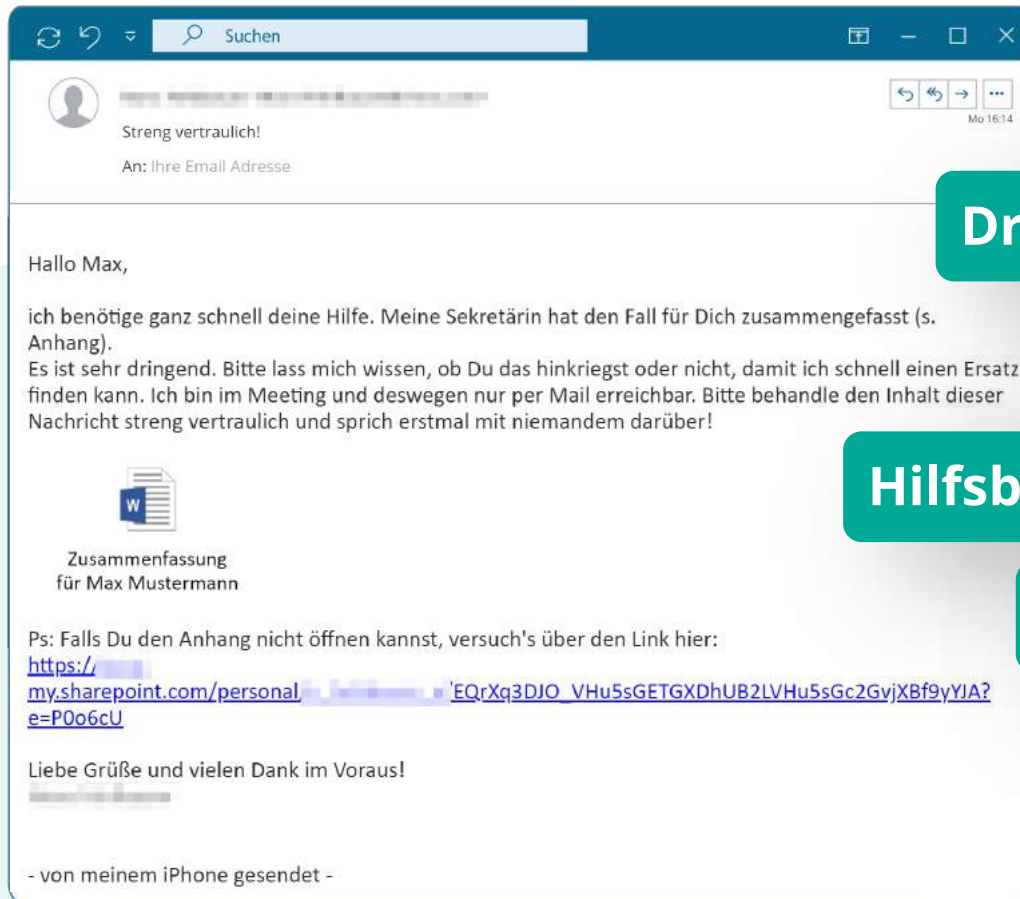 Suchen
Streng vertraulich!
An: Ihre Email Adresse
Mo 16:14
Hallo Max,
ich benötige ganz schnell deine Hilfe. Meine Sekretärin hat den Fall für Dich zusammengefasst (s.
Anhang).
Es ist sehr dringend. Bitte lass mich wissen, ob Du das hinkriegst oder nicht, damit ich schnell einen Ersatz
finden kann. Ich bin im Meeting und deswegen nur per Mail erreichbar. Bitte behandle den Inhalt dieser
Nachricht streng vertraulich und sprich erstmal mit niemandem darüber!
W
Zusammenfassung
für Max Mustermann
Ps: Falls Du den Anhang nicht öffnen kannst, versuch's über den Link hier:
https:/
my.sharepoint.com/personal/ /EQrXq3DJO_VHu5sGETGXDhUB2LVHu5sGc2GvjXBf9yYJA?
e=P0o6cU
Liebe Grüße und vielen Dank im Voraus!
- von meinem iPhone gesendet -
Dr
Hilfsb